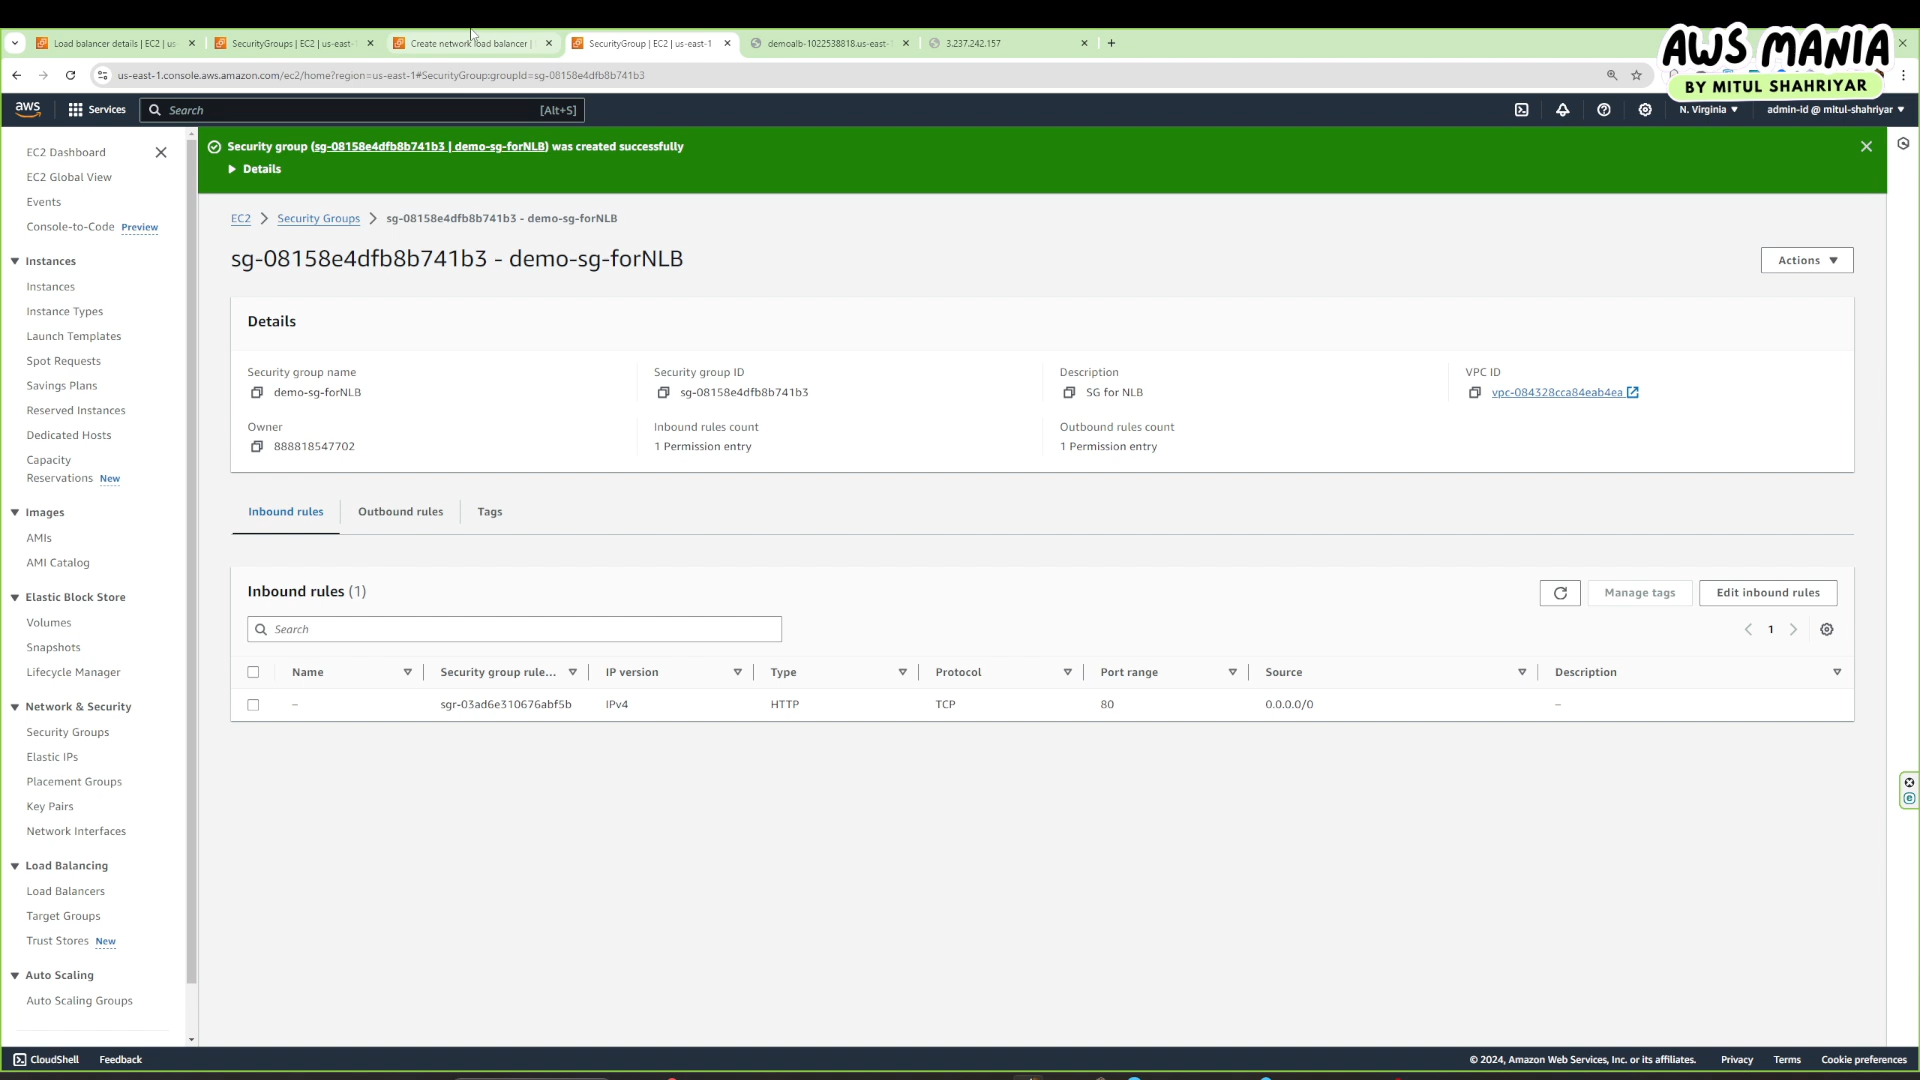 Load balancer details | EC2 | us-
SecurityGroups | EC2 | us-east-
Create network load balancer |
SecurityGroup | EC2 | us-east-1
demoalb-1022538818.us-east-
3.237.242.157
AWS MANIA
BY MITUL SHAHRIYAR
us-east-1.console.aws.amazon.com/ec2/home?region=us-east-1#SecurityGroup:groupId=sg-08158e4dfb8b741b3
aws
Services
Search
[Alt+S]
N. Virginia
admin-id @ mitul-shahriyar
EC2 Dashboard
EC2 Global View
Events
Console-to-Code Preview
Instances
Instances
Instance Types
Launch Templates
Spot Requests
Savings Plans
Reserved Instances
Dedicated Hosts
Capacity
Reservations New
Images
AMIs
AMI Catalog
Elastic Block Store
Volumes
Snapshots
Lifecycle Manager
Network & Security
Security Groups
Elastic IPs
Placement Groups
Key Pairs
Network Interfaces
Load Balancing
Load Balancers
Target Groups
Trust Stores New
Auto Scaling
Auto Scaling Groups
Security group (sg-08158e4dfb8b741b3 | demo-sg-forNLB) was created successfully
Details
EC2 > Security Groups > sg-08158e4dfb8b741b3 - demo-sg-forNLB
sg-08158e4dfb8b741b3 - demo-sg-forNLB
Actions
Details
Security group name
demo-sg-forNLB
Security group ID
sg-08158e4dfb8b741b3
Description
SG for NLB
VPC ID
vpc-084328cca84eab4ea
Owner
888818547702
Inbound rules count
1 Permission entry
Outbound rules count
1 Permission entry
Inbound rules
Outbound rules
Tags
Inbound rules (1)
Manage tags
Edit inbound rules
Search
1
Name
Security group rule...
IP version
Type
Protocol
Port range
Source
Description
–
sgr-03ad6e310676abf5b
IPv4
HTTP
TCP
80
0.0.0.0/0
–
CloudShell
Feedback
© 2024, Amazon Web Services, Inc. or its affiliates.
Privacy
Terms
Cookie preferences